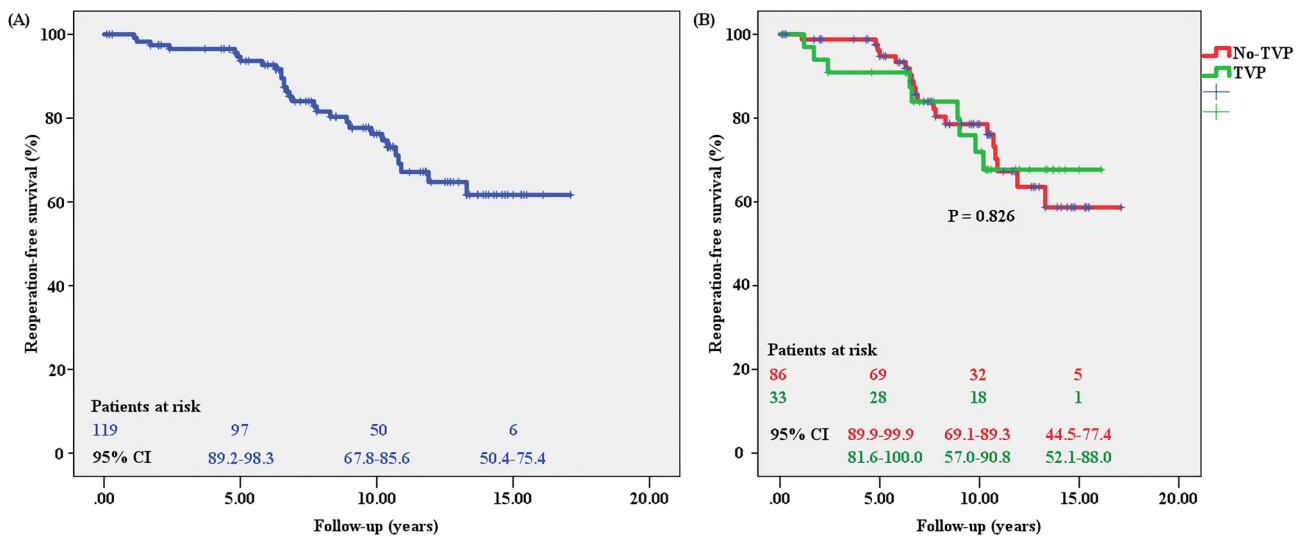 (A)
Reoperation-free survival (%)
100
80
60
40
20
0
Patients at risk
119 97 50 6
95% CI 89.2-98.3 67.8-85.6 50.4-75.4
.00 5.00 10.00 15.00 20.00
Follow-up (years)
(B)
Reoperation-free survival (%)
100
80
60
40
20
0
No-TVP
TVP
P = 0.826
Patients at risk
86 69 32 5
33 28 18 1
95% CI 89.9-99.9 69.1-89.3 44.5-77.4
81.6-100.0 57.0-90.8 52.1-88.0
.00 5.00 10.00 15.00 20.00
Follow-up (years)